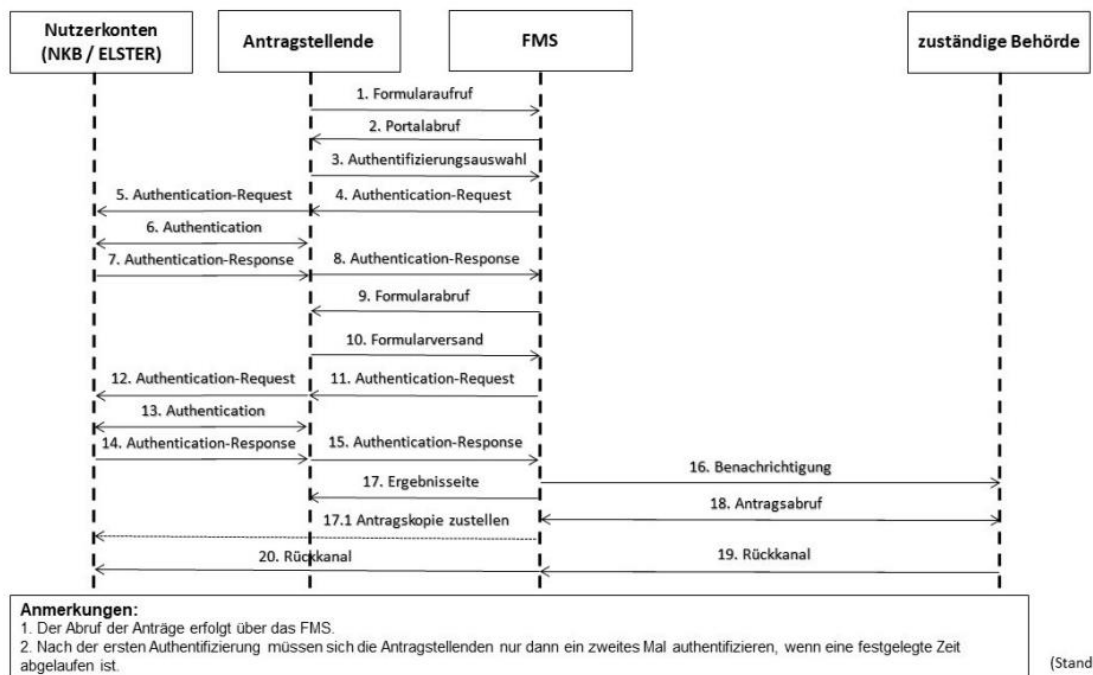 Nutzerkonten
(NKB / ELSTER)
Antragstellende
FMS
zuständige Behörde
1. Formularaufruf
2. Portalabruf
3. Authentifizierungsauswahl
5. Authentication-Request
4. Authentication-Request
6. Authentication
7. Authentication-Response
8. Authentication-Response
9. Formularabruf
10. Formularversand
12. Authentication-Request
11. Authentication-Request
13. Authentication
14. Authentication-Response
15. Authentication-Response
16. Benachrichtigung
17. Ergebnisseite
18. Antragsabruf
17.1 Antragskopie zustellen
20. Rückkanal
19. Rückkanal
Anmerkungen:
1. Der Abruf der Anträge erfolgt über das FMS.
2. Nach der ersten Authentifizierung müssen sich die Antragstellenden nur dann ein zweites Mal authentifizieren, wenn eine festgelegte Zeit
abgelaufen ist.
(Stand